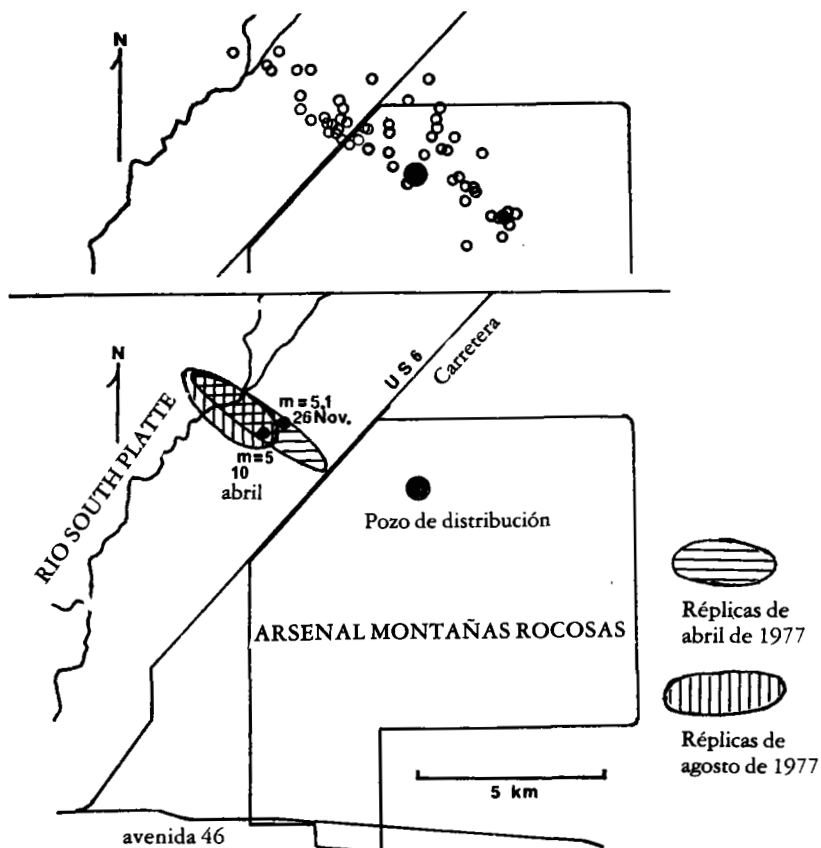 N
N
U S 6
Carretera
m = 5,1
26 Nov.
m=5
10
abril
RIO SOUTH PLATTE
Pozo de distribución
ARSENAL MONTAÑAS ROCOSAS
Réplicas de
abril de 1977
Réplicas de
agosto de 1977
5 km
avenida 46